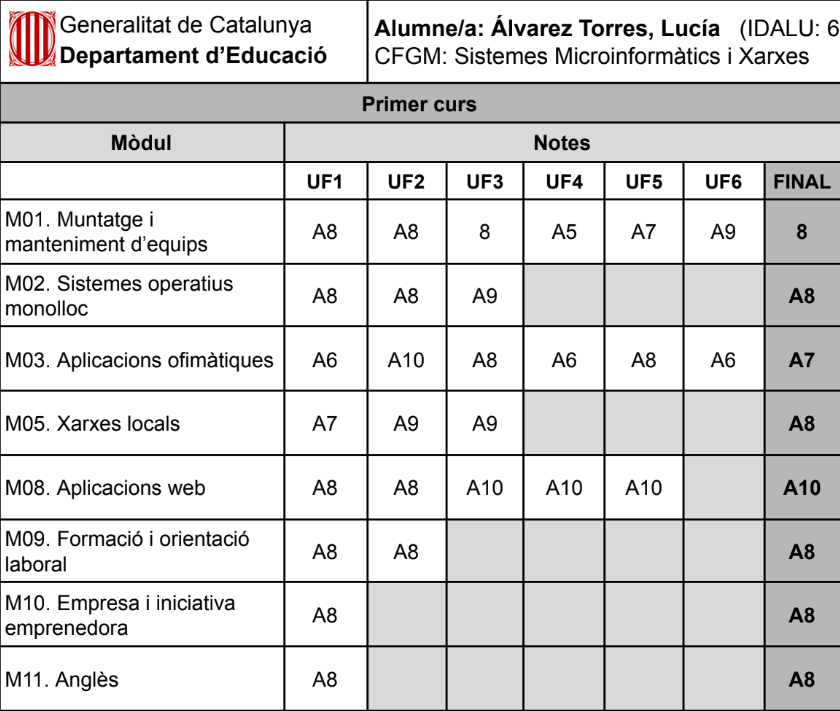 Generalitat de Catalunya
Departament d’Educació
Alumne/a: Álvarez Torres, Lucía (IDALU: 6
CFGM: Sistemes Microinformàtics i Xarxes
Primer curs
Mòdul Notes
UF1 UF2 UF3 UF4 UF5 UF6 FINAL
M01. Muntatge i
manteniment d’equips A8 A8 8 A5 A7 A9 8
M02. Sistemes operatius
monolloc A8 A8 A9 A8
M03. Aplicacions ofimàtiques A6 A10 A8 A6 A8 A6 A7
M05. Xarxes locals A7 A9 A9 A8
M08. Aplicacions web A8 A8 A10 A10 A10 A10
M09. Formació i orientació
laboral A8 A8 A8
M10. Empresa i iniciativa
emprenedora A8 A8
M11. Anglès A8 A8